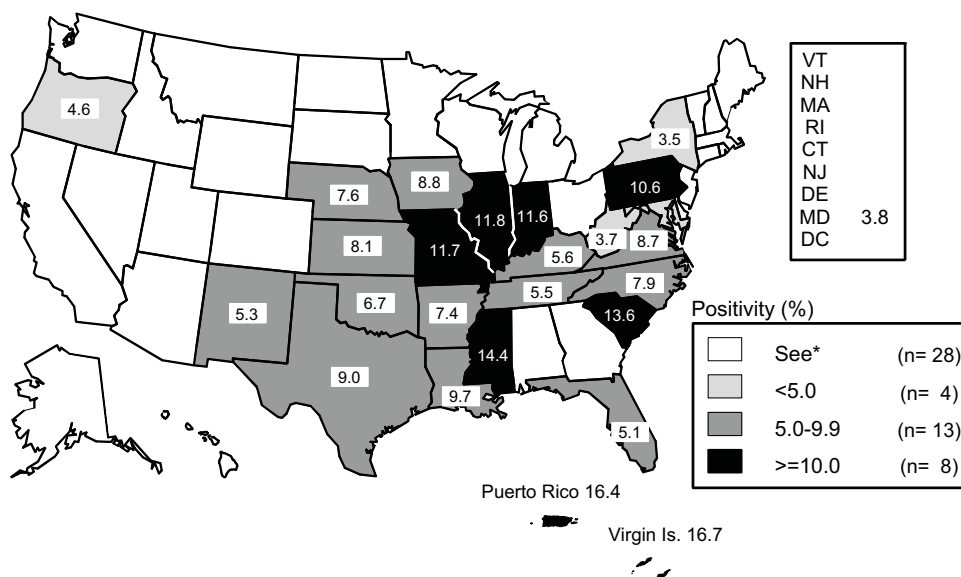 VT
NH
MA
RI
CT
NJ
DE
MD 3.8
DC
4.6
3.5
10.6
8.8
7.6
11.8
11.6
3.7
8.7
11.7
8.1
5.6
7.9
5.5
6.7
7.4
5.3
13.6
14.4
9.0
9.7
5.1
Positivity (%)
See* (n= 28)
<5.0 (n= 4)
5.0-9.9 (n= 13)
>=10.0 (n= 8)
Puerto Rico 16.4
Virgin Is. 16.7